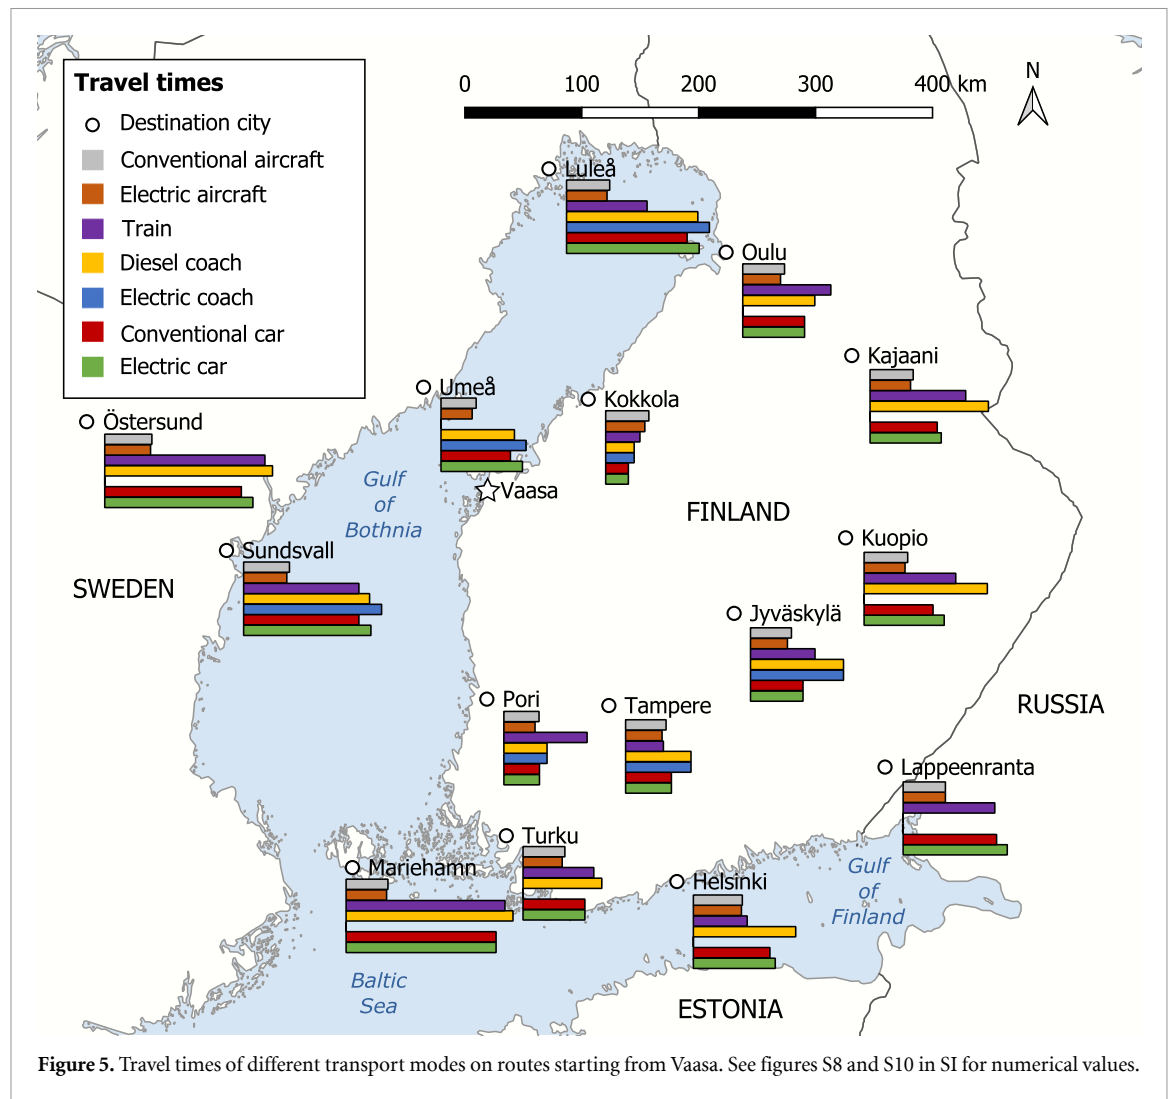 Travel times
Destination city
Conventional aircraft
Electric aircraft
Train
Diesel coach
Electric coach
Conventional car
Electric car
0 100 200 300 400 km
N
Luleå
Oulu
Kajaani
Umeå
Kokkola
Östersund
Gulf
of
Bothnia
Vaasa
FINLAND
Sundsvall
Kuopio
SWEDEN
Jyväskylä
Pori
Tampere
RUSSIA
Lappeenranta
Turku
Mariehamn
Helsinki
Gulf
of
Finland
Baltic
Sea
ESTONIA
Figure 5. Travel times of different transport modes on routes starting from Vaasa. See figures S8 and S10 in SI for numerical values.